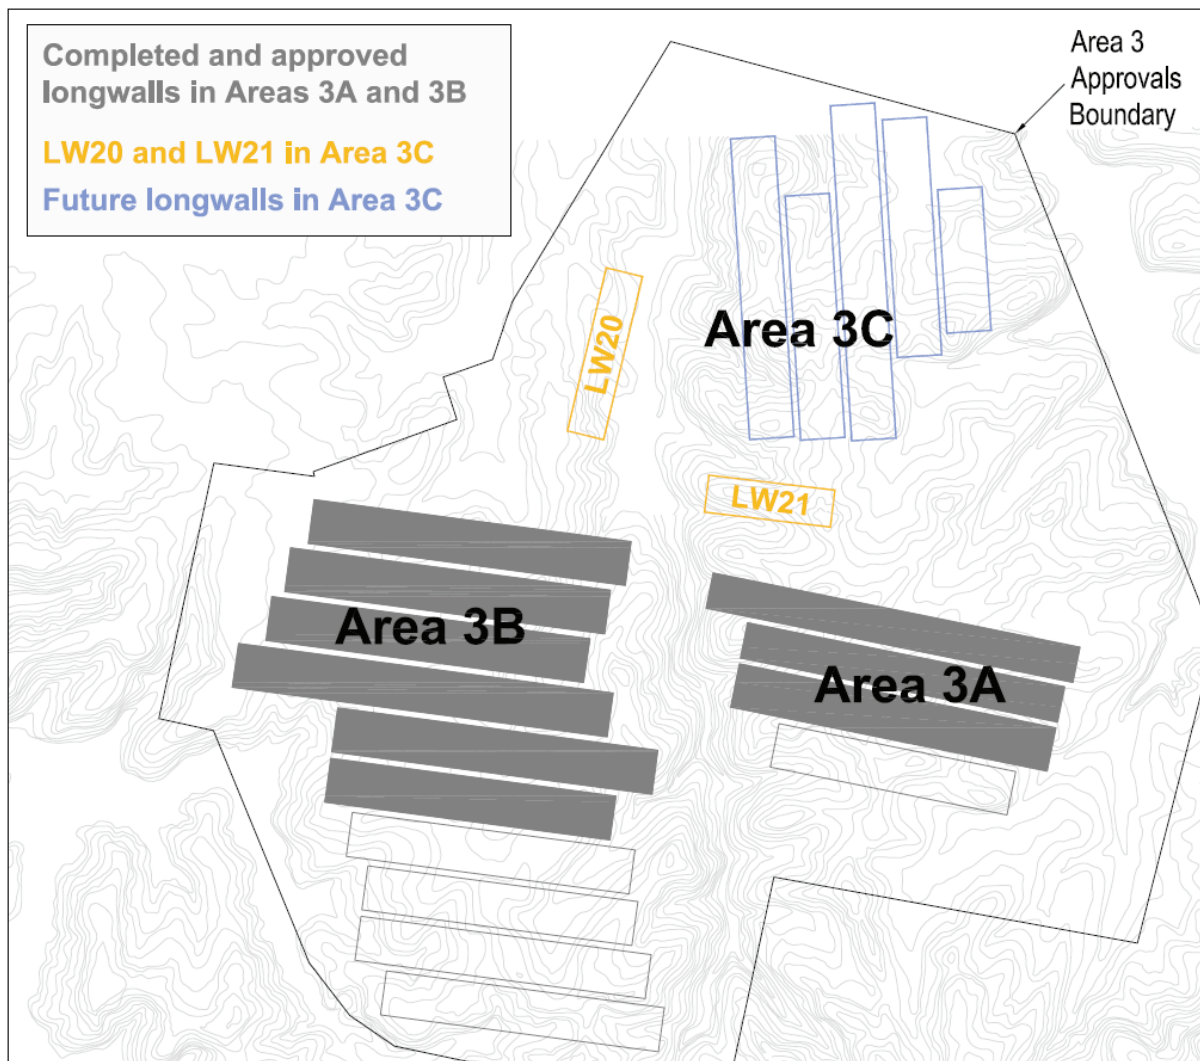 Completed and approved
longwalls in Areas 3A and 3B
LW20 and LW21 in Area 3C
Future longwalls in Area 3C
Area 3
Approvals
Boundary
LW20
Area 3C
LW21
Area 3B
Area 3A